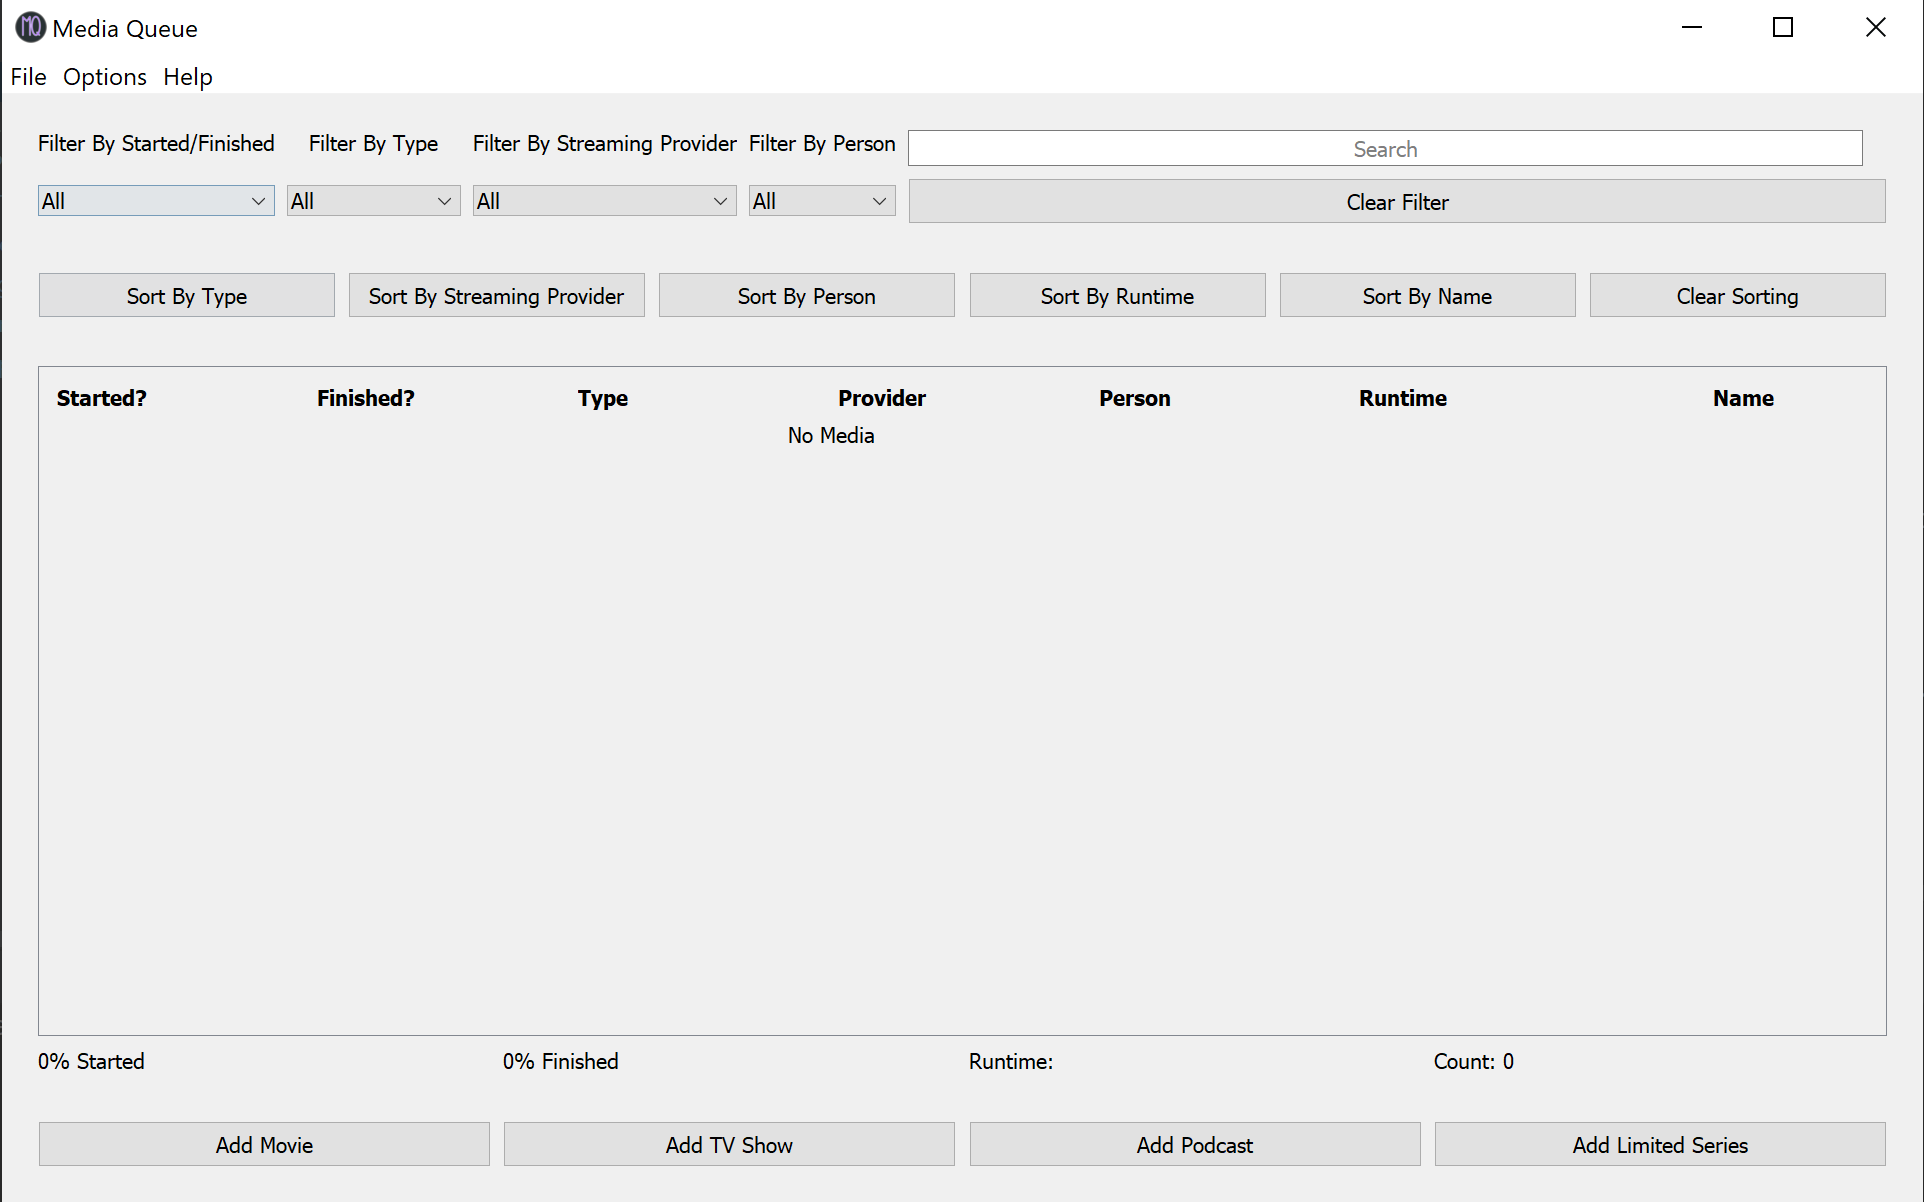 MQ Media Queue
File Options Help
Filter By Started/Finished Filter By Type Filter By Streaming Provider Filter By Person Search
All All All All Clear Filter
Sort By Type Sort By Streaming Provider Sort By Person Sort By Runtime Sort By Name Clear Sorting
Started? Finished? Type Provider Person Runtime Name
No Media
0% Started 0% Finished Runtime: Count: 0
Add Movie Add TV Show Add Podcast Add Limited Series